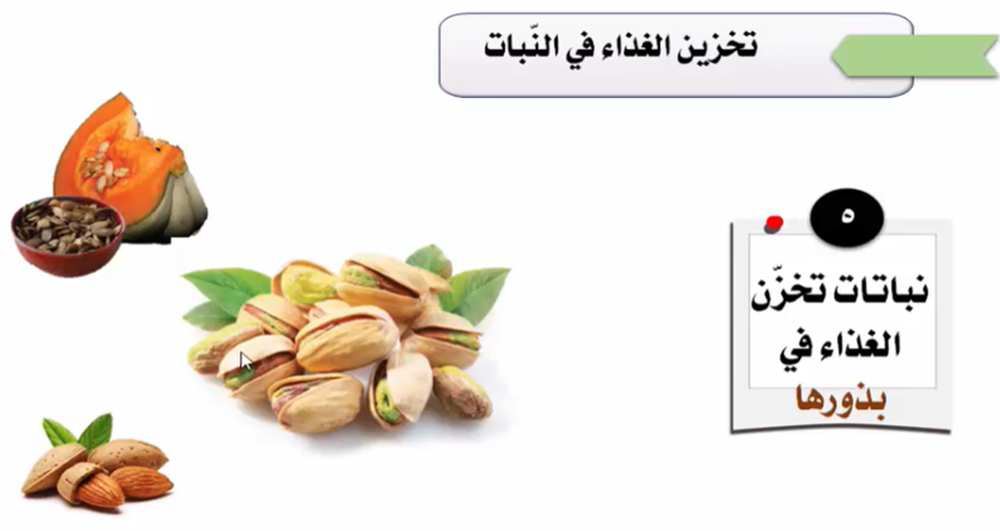 تخزين الغذاء في النّبات
٥
نباتات تخزّن
الغذاء في
بذورها